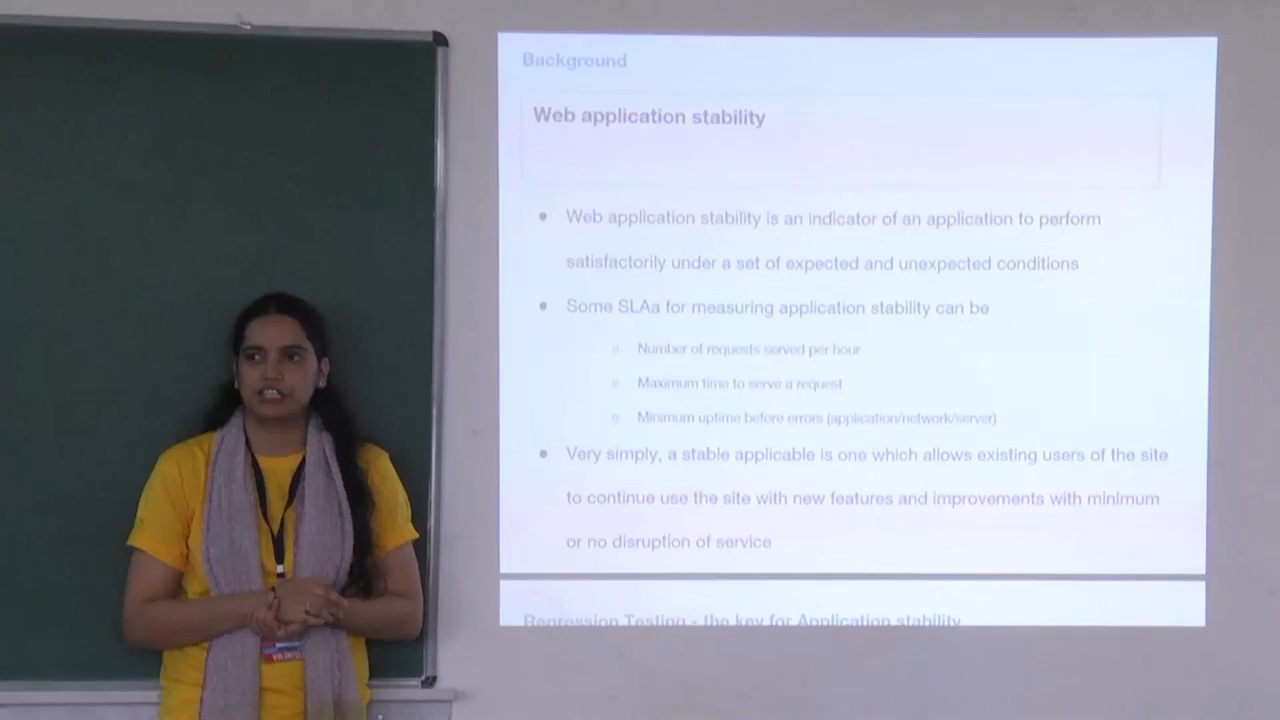 Background
Web application stability
● Web application stability is an indicator of an application to perform
satisfactorily under a set of expected and unexpected conditions
● Some SLAa for measuring application stability can be
○ Number of requests served per hour
○ Maximum time to serve a request
○ Minimum uptime before errors (application/network/server)
● Very simply, a stable applicable is one which allows existing users of the site
to continue use the site with new features and improvements with minimum
or no disruption of service
Regression Testing - the key for Application stability